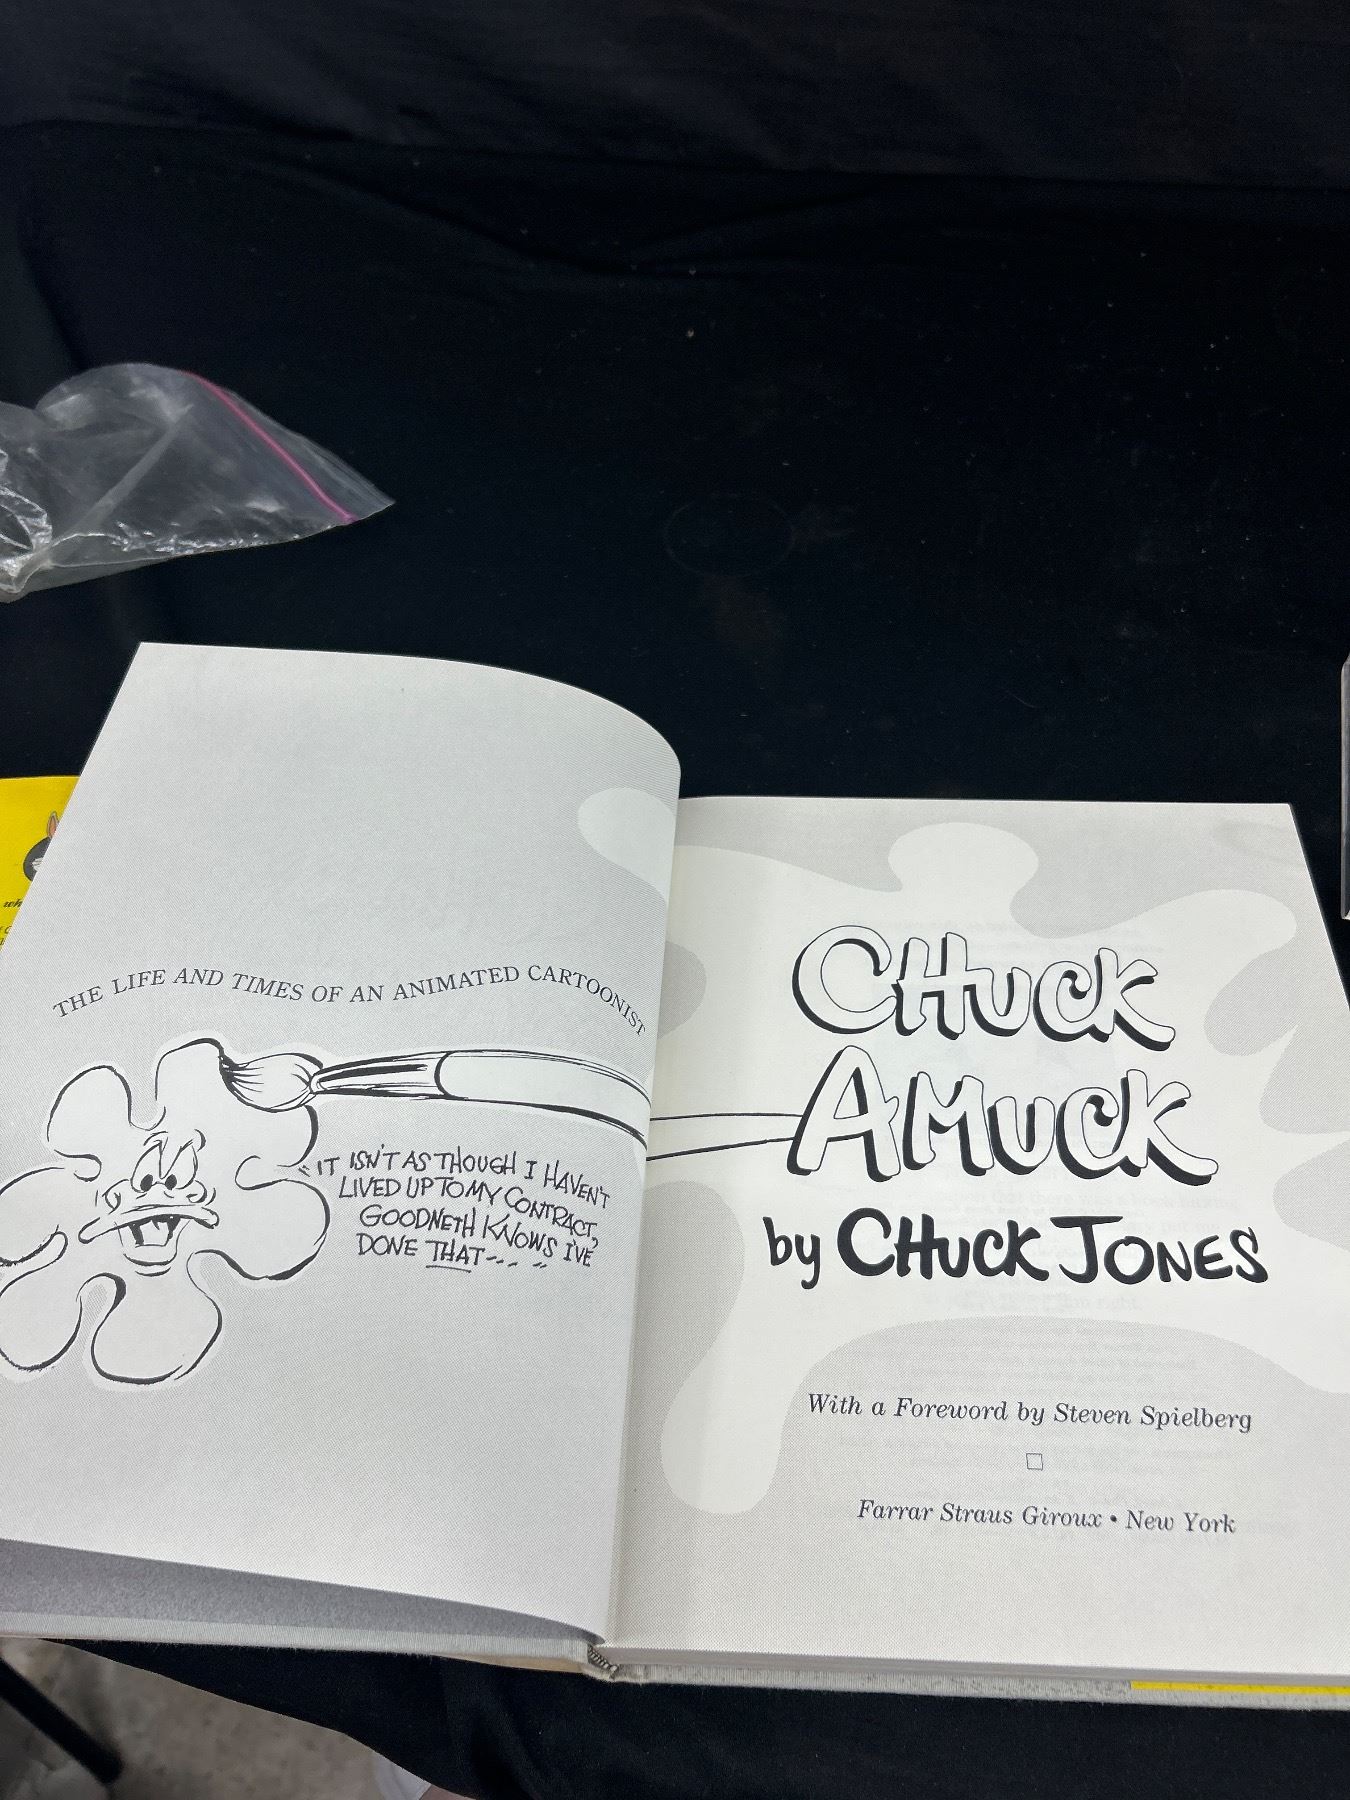 THE LIFE AND TIMES OF AN ANIMATED CARTOONIST
"IT ISN'T AS THOUGH I HAVEN'T
LIVED UP TO MY CONTRACT,
GOODNETH KNOWS I'VE
DONE THAT---"
CHUCK
AMUCK
by CHUCK JONES
With a Foreword by Steven Spielberg
Farrar Straus Giroux • New York